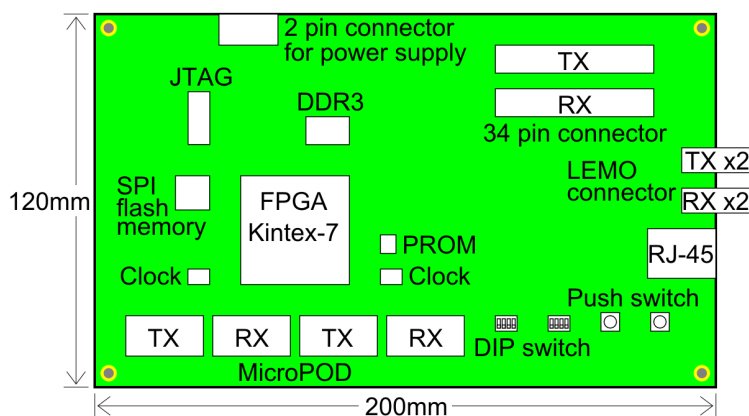 2 pin connector
for power supply
TX
JTAG
DDR3
RX
34 pin connector
TX x2
LEMO
connector
RX x2
SPI
flash
memory
FPGA
Kintex-7
120mm
PROM
RJ-45
Clock
Clock
Push switch
TX
RX
TX
RX
DIP switch
MicroPOD
200mm